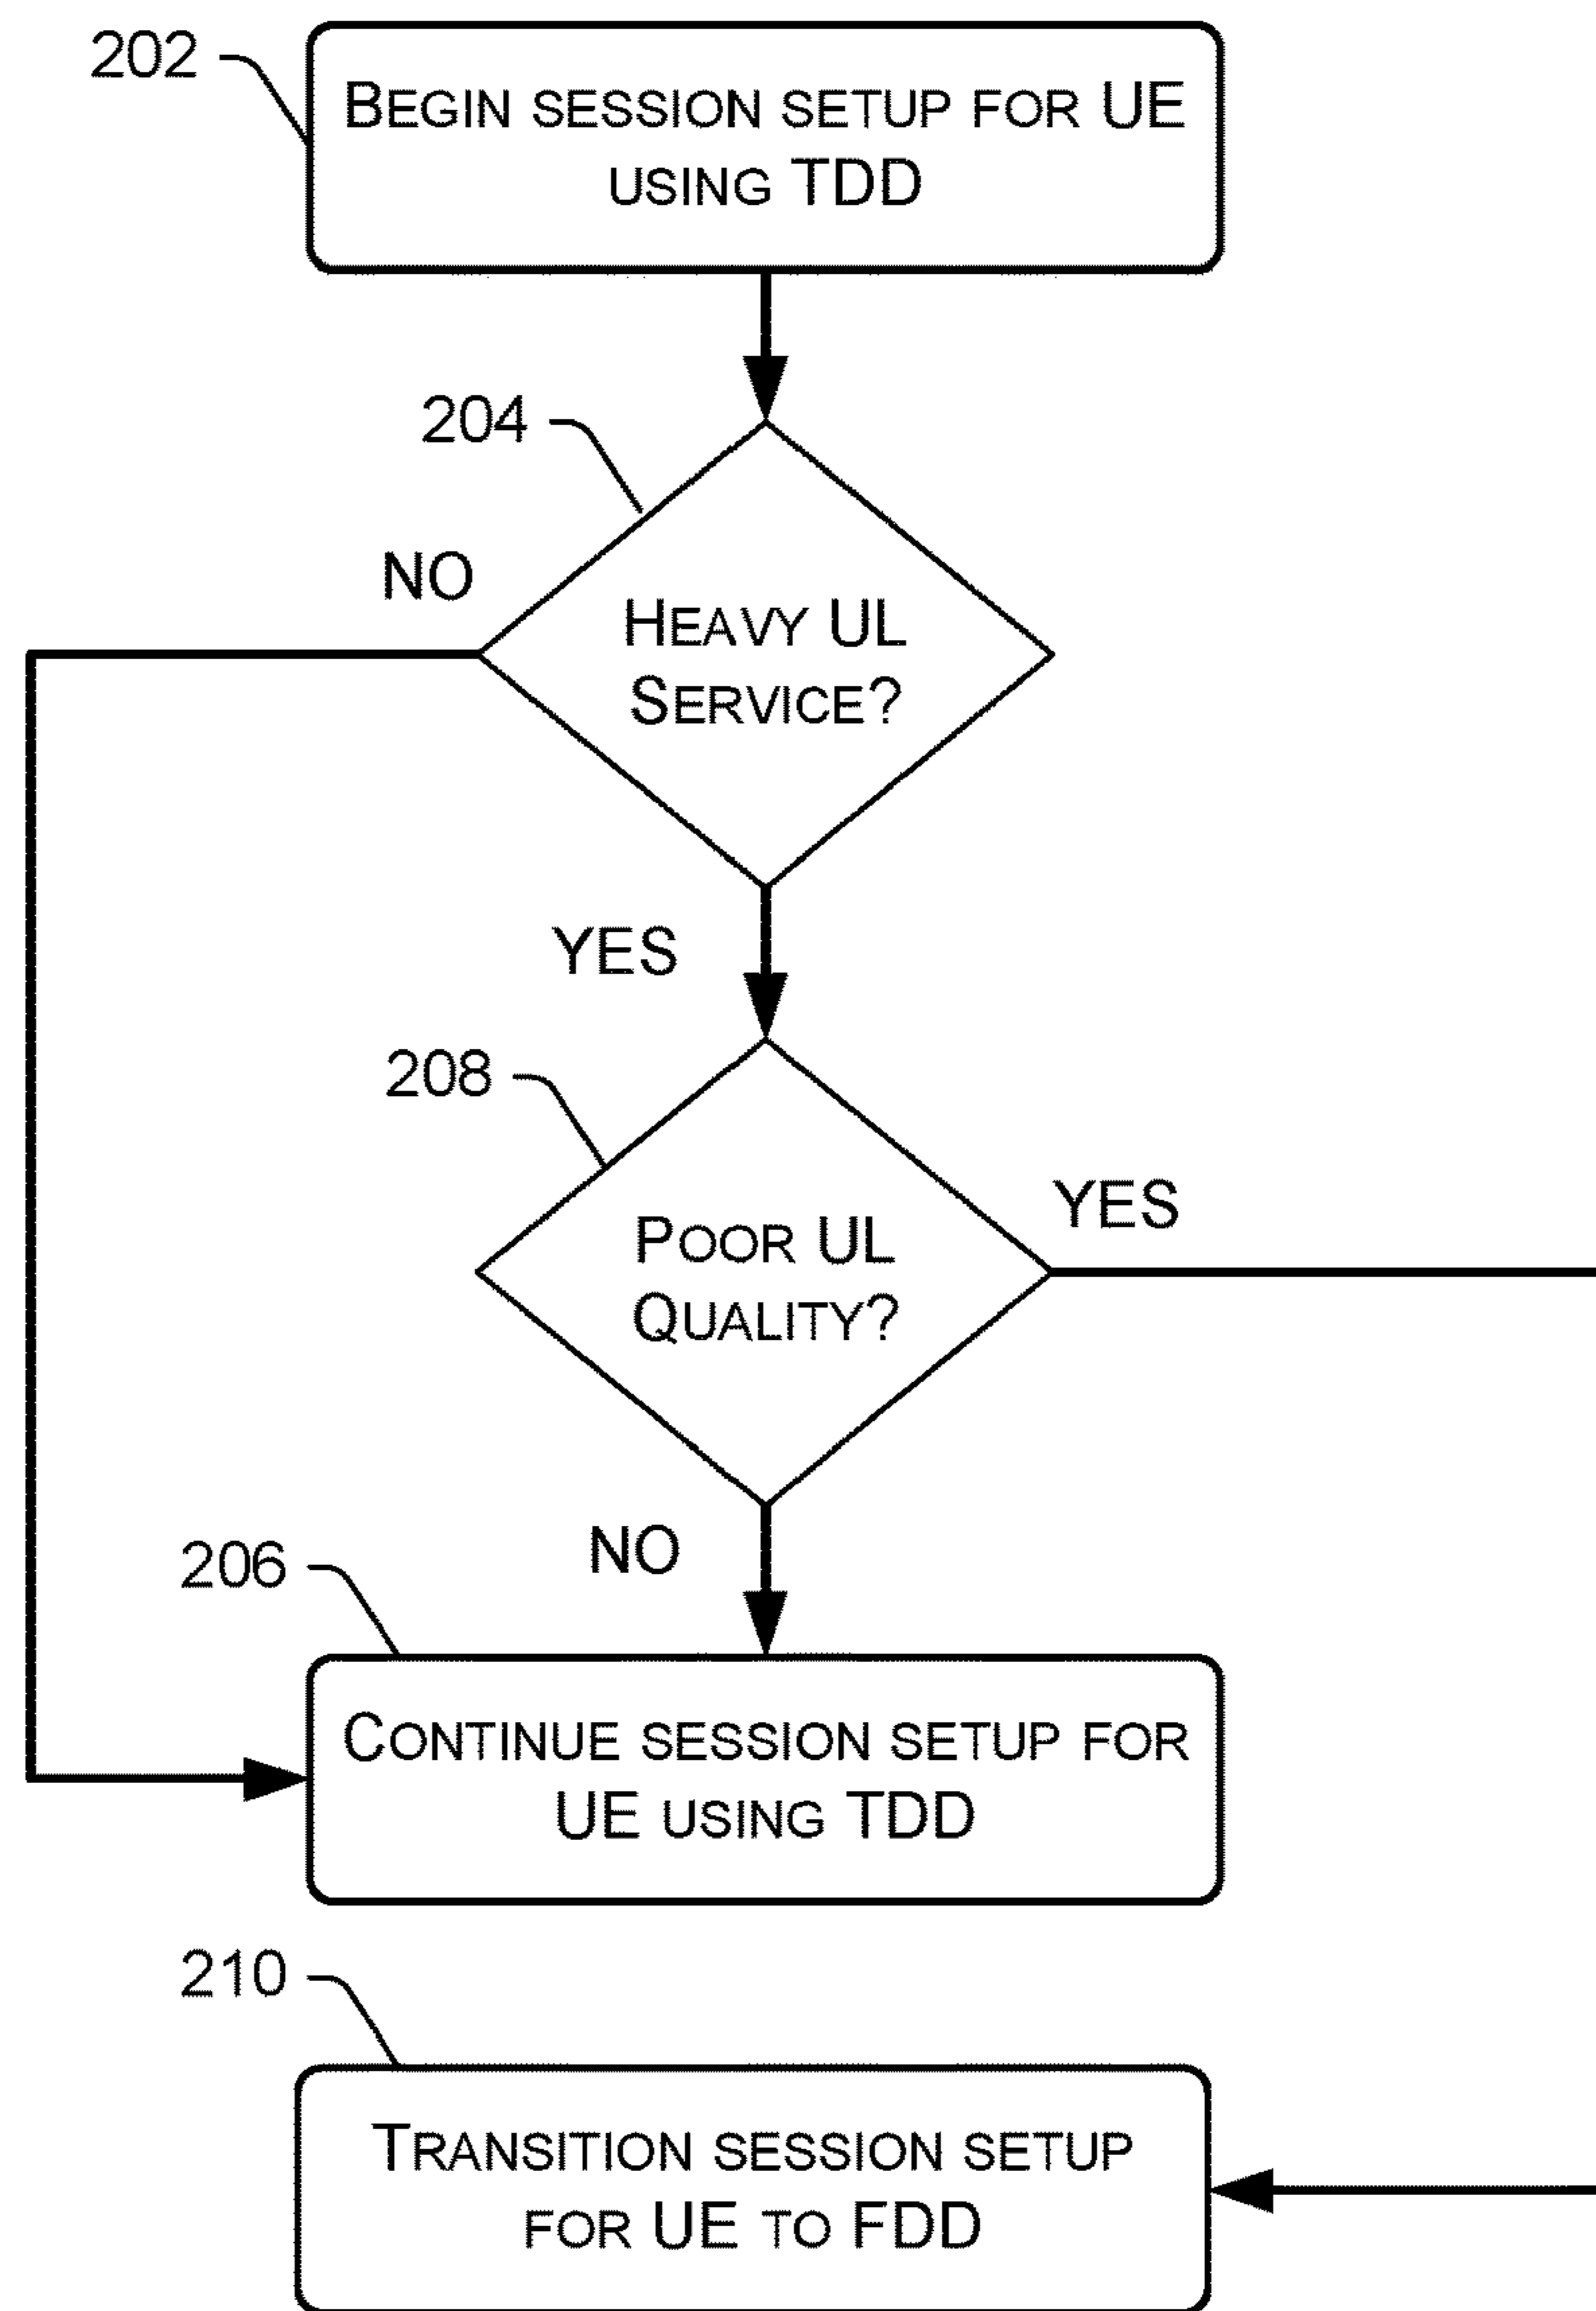 202
BEGIN SESSION SETUP FOR UE
USING TDD
204
NO
HEAVY UL
SERVICE?
YES
208
YES
POOR UL
QUALITY?
NO
206
CONTINUE SESSION SETUP FOR
UE USING TDD
210
TRANSITION SESSION SETUP
FOR UE TO FDD